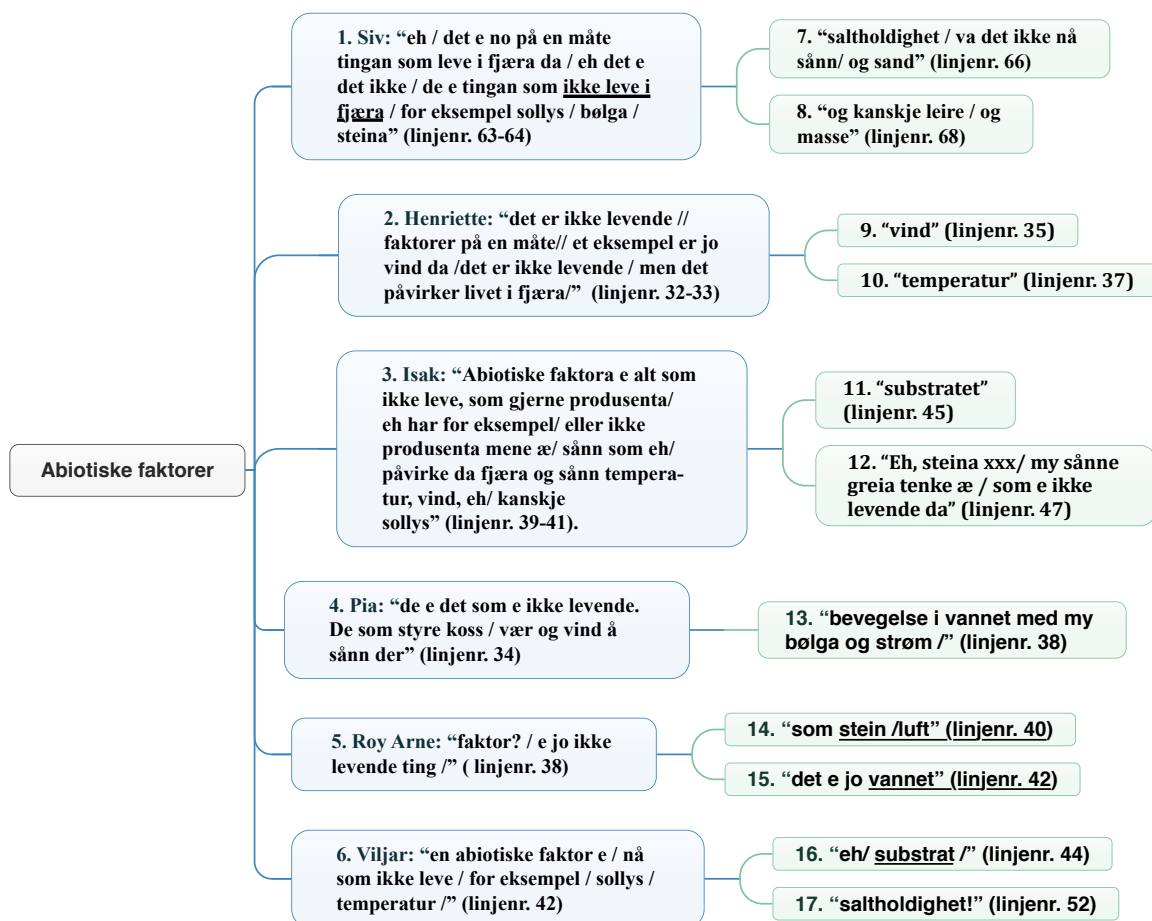 Abiotiske faktorer
1. Siv: “eh / det e no på en måte
tingan som leve i fjæra da / eh det e
det ikke / de e tingan som ikke leve i
fjæra / for eksempel sollys / bølga /
steina” (linjenr. 63-64)
7. “saltholdighet / va det ikke nå
sånn/ og sand” (linjenr. 66)
8. “og kanskje leire / og
masse” (linjenr. 68)
2. Henriette: “det er ikke levende //
faktorer på en måte// et eksempel er jo
vind da /det er ikke levende / men det
påvirker livet i fjæra/” (linjenr. 32-33)
9. “vind” (linjenr. 35)
10. “temperatur” (linjenr. 37)
3. Isak: “Abiotiske faktora e alt som
ikke leve, som gjerne produsenta/
eh har for eksempel/ eller ikke
produsenta mene æ/ sånn som eh/
påvirke da fjæra og sånn tempera-
tur, vind, eh/ kanskje
sollys” (linjenr. 39-41).
11. “substratet”
(linjenr. 45)
12. “Eh, steina xxx/ my sånne
greia tenke æ / som e ikke
levende da” (linjenr. 47)
4. Pia: “de e det som e ikke levende.
De som styre koss / vær og vind å
sånn der” (linjenr. 34)
13. “bevegelse i vannet med my
bølga og strøm /” (linjenr. 38)
5. Roy Arne: “faktor? / e jo ikke
levende ting /” ( linjenr. 38)
14. “som stein /luft” (linjenr. 40)
15. “det e jo vannet” (linjenr. 42)
6. Viljar: “en abiotiske faktor e / nå
som ikke leve / for eksempel / sollys /
temperatur /” (linjenr. 42)
16. “eh/ substrat /” (linjenr. 44)
17. “saltholdighet!” (linjenr. 52)